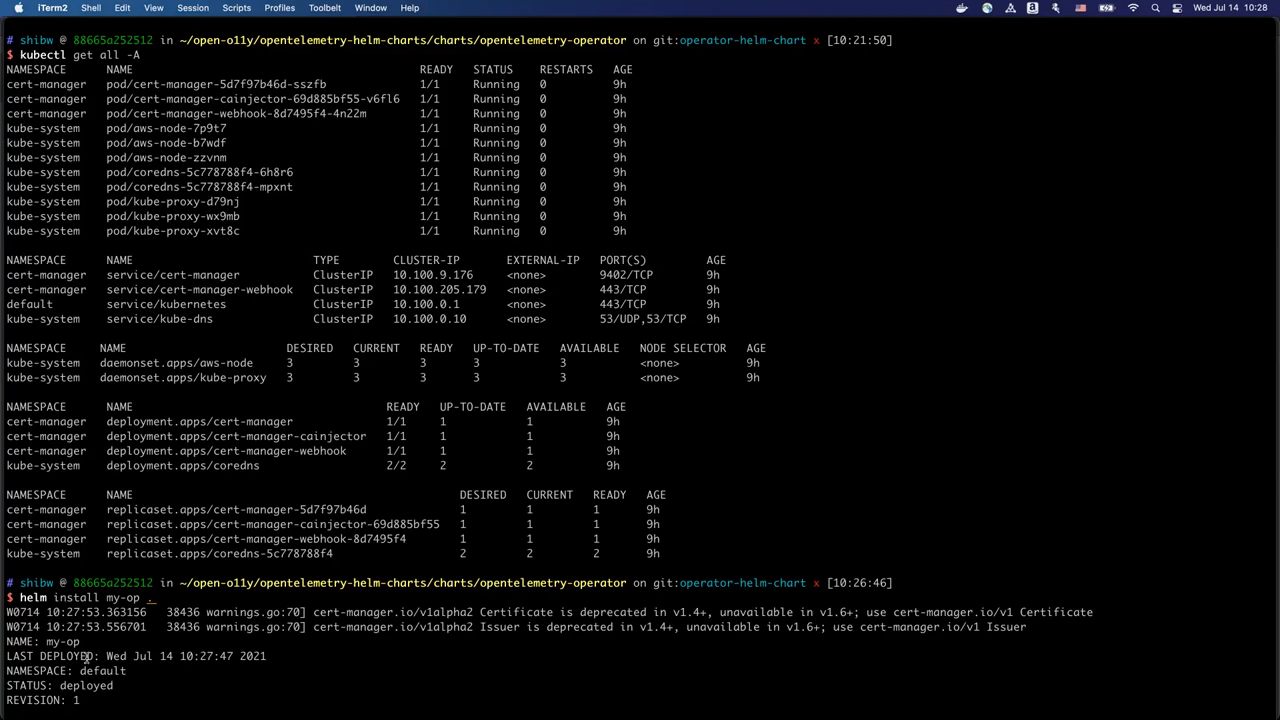 iTerm2 Shell Edit View Session Scripts Profiles Toolbelt Window Help Wed Jul 14 10:28
# shibw @ 88665a252512 in ~/open-o11y/opentelemetry-helm-charts/charts/opentelemetry-operator on git:operator-helm-chart x [10:21:50]
$ kubectl get all -A
NAMESPACE NAME READY STATUS RESTARTS AGE
cert-manager pod/cert-manager-5d7f97b46d-sszfb 1/1 Running 0 9h
cert-manager pod/cert-manager-cainjector-69d885bf55-v6fl6 1/1 Running 0 9h
cert-manager pod/cert-manager-webhook-8d7495f4-4n22m 1/1 Running 0 9h
kube-system pod/aws-node-7p9t7 1/1 Running 0 9h
kube-system pod/aws-node-b7wdf 1/1 Running 0 9h
kube-system pod/aws-node-zzvnm 1/1 Running 0 9h
kube-system pod/coredns-5c778788f4-6h8r6 1/1 Running 0 9h
kube-system pod/coredns-5c778788f4-mpxnt 1/1 Running 0 9h
kube-system pod/kube-proxy-d79nj 1/1 Running 0 9h
kube-system pod/kube-proxy-wx9mb 1/1 Running 0 9h
kube-system pod/kube-proxy-xvt8c 1/1 Running 0 9h
NAMESPACE NAME TYPE CLUSTER-IP EXTERNAL-IP PORT(S) AGE
cert-manager service/cert-manager ClusterIP 10.100.9.176 <none> 9402/TCP 9h
cert-manager service/cert-manager-webhook ClusterIP 10.100.205.179 <none> 443/TCP 9h
default service/kubernetes ClusterIP 10.100.0.1 <none> 443/TCP 9h
kube-system service/kube-dns ClusterIP 10.100.0.10 <none> 53/UDP,53/TCP 9h
NAMESPACE NAME DESIRED CURRENT READY UP-TO-DATE AVAILABLE NODE SELECTOR AGE
kube-system daemonset.apps/aws-node 3 3 3 3 3 <none> 9h
kube-system daemonset.apps/kube-proxy 3 3 3 3 3 <none> 9h
NAMESPACE NAME READY UP-TO-DATE AVAILABLE AGE
cert-manager deployment.apps/cert-manager 1/1 1 1 9h
cert-manager deployment.apps/cert-manager-cainjector 1/1 1 1 9h
cert-manager deployment.apps/cert-manager-webhook 1/1 1 1 9h
kube-system deployment.apps/coredns 2/2 2 2 9h
NAMESPACE NAME DESIRED CURRENT READY AGE
cert-manager replicaset.apps/cert-manager-5d7f97b46d 1 1 1 9h
cert-manager replicaset.apps/cert-manager-cainjector-69d885bf55 1 1 1 9h
cert-manager replicaset.apps/cert-manager-webhook-8d7495f4 1 1 1 9h
kube-system replicaset.apps/coredns-5c778788f4 2 2 2 9h
# shibw @ 88665a252512 in ~/open-o11y/opentelemetry-helm-charts/charts/opentelemetry-operator on git:operator-helm-chart x [10:26:46]
$ helm install my-op .
W0714 10:27:53.363156 38436 warnings.go:70] cert-manager.io/v1alpha2 Certificate is deprecated in v1.4+, unavailable in v1.6+; use cert-manager.io/v1 Certificate
W0714 10:27:53.556701 38436 warnings.go:70] cert-manager.io/v1alpha2 Issuer is deprecated in v1.4+, unavailable in v1.6+; use cert-manager.io/v1 Issuer
NAME: my-op
LAST DEPLOYED: Wed Jul 14 10:27:47 2021
NAMESPACE: default
STATUS: deployed
REVISION: 1